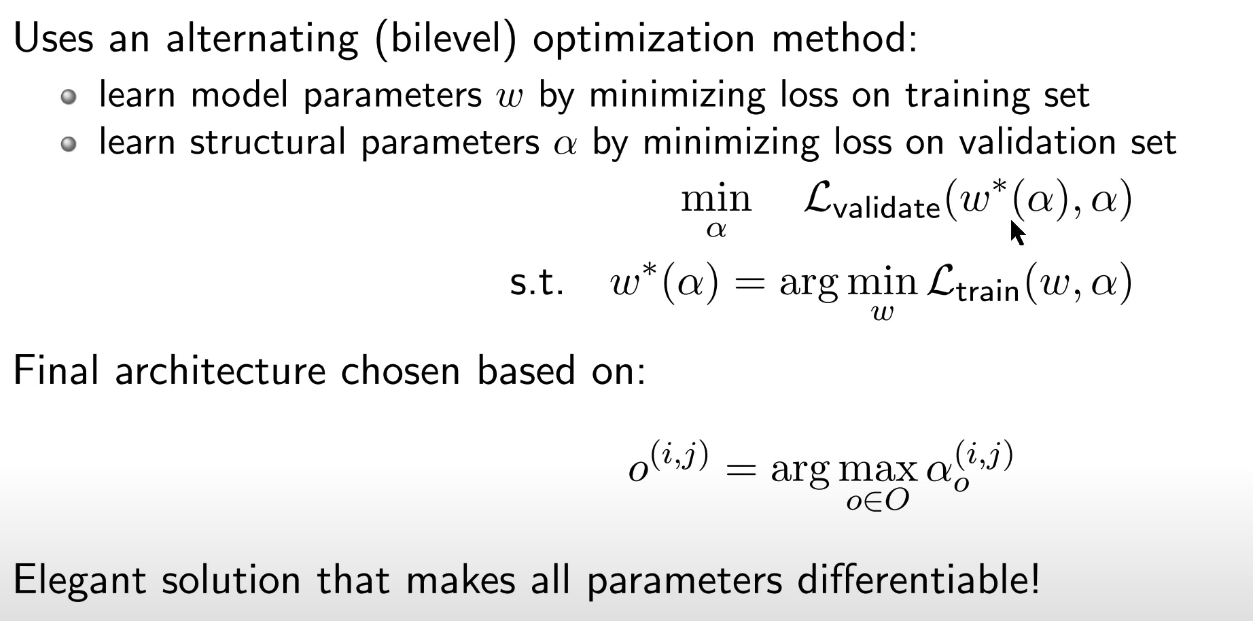 Uses an alternating (bilevel) optimization method:
learn model parameters w by minimizing loss on training set
learn structural parameters α by minimizing loss on validation set
min_α ℒ_validate(w*(α), α)
s.t. w*(α) = arg min_w ℒ_train(w, α)
Final architecture chosen based on:
o^(i,j) = arg max_{o∈O} α_o^(i,j)
Elegant solution that makes all parameters differentiable!